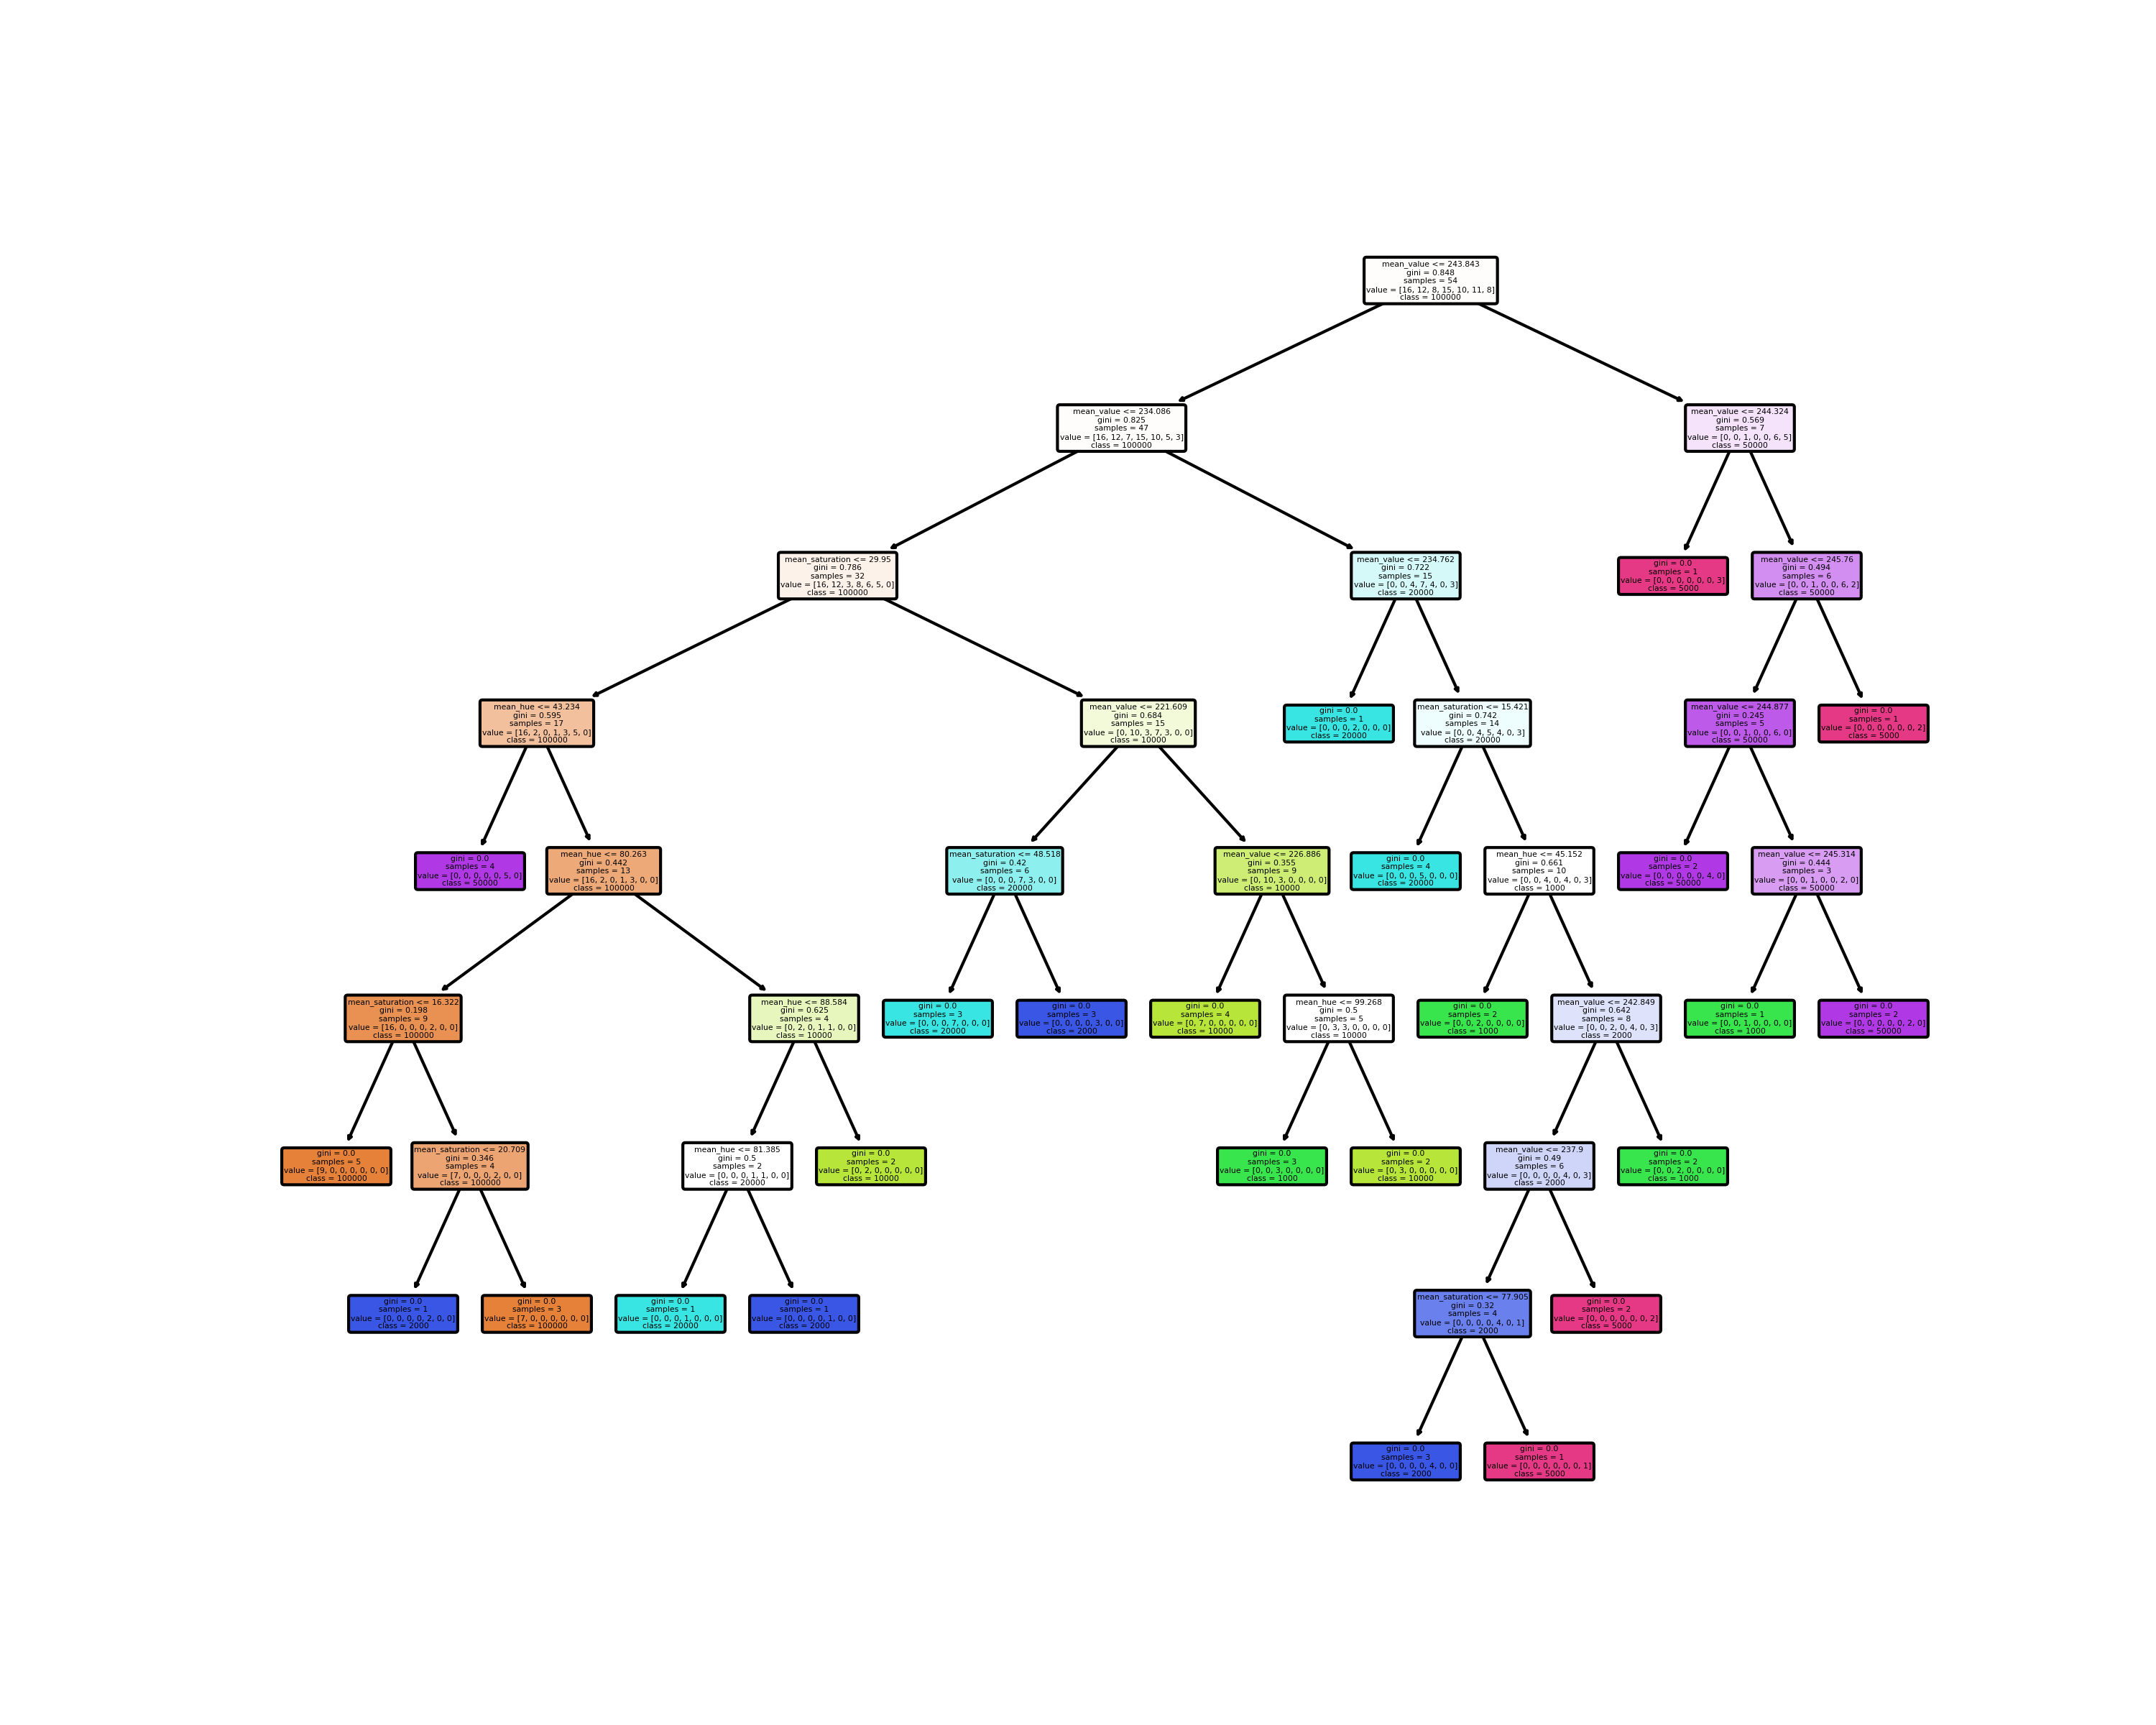 mean_value <= 243.843
gini = 0.848
samples = 54
value = [16, 12, 8, 15, 10, 11, 8]
class = 100000
mean_value <= 234.086
gini = 0.825
samples = 47
value = [16, 12, 7, 15, 10, 5, 3]
class = 100000
mean_value <= 244.324
gini = 0.569
samples = 7
value = [0, 0, 1, 0, 0, 6, 5]
class = 50000
mean_saturation <= 29.95
gini = 0.786
samples = 32
value = [16, 12, 3, 8, 6, 5, 0]
class = 100000
mean_value <= 234.762
gini = 0.722
samples = 15
value = [0, 0, 4, 7, 4, 0, 3]
class = 20000
gini = 0.0
samples = 1
value = [0, 0, 0, 0, 0, 0, 3]
class = 5000
mean_value <= 245.76
gini = 0.494
samples = 6
value = [0, 0, 1, 0, 0, 6, 2]
class = 50000
mean_hue <= 43.234
gini = 0.595
samples = 17
value = [16, 2, 0, 1, 3, 5, 0]
class = 100000
mean_value <= 221.609
gini = 0.684
samples = 15
value = [0, 10, 3, 7, 3, 0, 0]
class = 10000
gini = 0.0
samples = 1
value = [0, 0, 0, 2, 0, 0, 0]
class = 20000
mean_saturation <= 15.421
gini = 0.742
samples = 14
value = [0, 0, 4, 5, 4, 0, 3]
class = 20000
mean_value <= 244.877
gini = 0.245
samples = 5
value = [0, 0, 1, 0, 0, 6, 0]
class = 50000
gini = 0.0
samples = 1
value = [0, 0, 0, 0, 0, 0, 2]
class = 5000
gini = 0.0
samples = 4
value = [0, 0, 0, 0, 0, 5, 0]
class = 50000
mean_hue <= 80.263
gini = 0.442
samples = 13
value = [16, 2, 0, 1, 3, 0, 0]
class = 100000
mean_saturation <= 48.518
gini = 0.42
samples = 6
value = [0, 0, 0, 7, 3, 0, 0]
class = 20000
mean_value <= 226.886
gini = 0.355
samples = 9
value = [0, 10, 3, 0, 0, 0, 0]
class = 10000
gini = 0.0
samples = 4
value = [0, 0, 0, 5, 0, 0, 0]
class = 20000
mean_hue <= 45.152
gini = 0.661
samples = 10
value = [0, 0, 4, 0, 4, 0, 3]
class = 1000
gini = 0.0
samples = 2
value = [0, 0, 0, 0, 0, 4, 0]
class = 50000
mean_value <= 245.314
gini = 0.444
samples = 3
value = [0, 0, 1, 0, 0, 2, 0]
class = 50000
mean_saturation <= 16.322
gini = 0.198
samples = 9
value = [16, 0, 0, 0, 2, 0, 0]
class = 100000
mean_hue <= 88.584
gini = 0.625
samples = 4
value = [0, 2, 0, 1, 1, 0, 0]
class = 10000
gini = 0.0
samples = 3
value = [0, 0, 0, 7, 0, 0, 0]
class = 20000
gini = 0.0
samples = 3
value = [0, 0, 0, 0, 3, 0, 0]
class = 2000
gini = 0.0
samples = 4
value = [0, 7, 0, 0, 0, 0, 0]
class = 10000
mean_hue <= 99.268
gini = 0.5
samples = 5
value = [0, 3, 3, 0, 0, 0, 0]
class = 10000
gini = 0.0
samples = 2
value = [0, 0, 2, 0, 0, 0, 0]
class = 1000
mean_value <= 242.849
gini = 0.642
samples = 8
value = [0, 0, 2, 0, 4, 0, 3]
class = 2000
gini = 0.0
samples = 1
value = [0, 0, 1, 0, 0, 0, 0]
class = 1000
gini = 0.0
samples = 2
value = [0, 0, 0, 0, 0, 2, 0]
class = 50000
gini = 0.0
samples = 5
value = [9, 0, 0, 0, 0, 0, 0]
class = 100000
mean_saturation <= 20.709
gini = 0.346
samples = 4
value = [7, 0, 0, 0, 2, 0, 0]
class = 100000
mean_hue <= 81.385
gini = 0.5
samples = 2
value = [0, 0, 0, 1, 1, 0, 0]
class = 20000
gini = 0.0
samples = 2
value = [0, 2, 0, 0, 0, 0, 0]
class = 10000
gini = 0.0
samples = 3
value = [0, 0, 3, 0, 0, 0, 0]
class = 1000
gini = 0.0
samples = 2
value = [0, 3, 0, 0, 0, 0, 0]
class = 10000
mean_value <= 237.9
gini = 0.49
samples = 6
value = [0, 0, 0, 0, 4, 0, 3]
class = 2000
gini = 0.0
samples = 2
value = [0, 0, 2, 0, 0, 0, 0]
class = 1000
gini = 0.0
samples = 1
value = [0, 0, 0, 0, 2, 0, 0]
class = 2000
gini = 0.0
samples = 3
value = [7, 0, 0, 0, 0, 0, 0]
class = 100000
gini = 0.0
samples = 1
value = [0, 0, 0, 1, 0, 0, 0]
class = 20000
gini = 0.0
samples = 1
value = [0, 0, 0, 0, 1, 0, 0]
class = 2000
mean_saturation <= 77.905
gini = 0.32
samples = 4
value = [0, 0, 0, 0, 4, 0, 1]
class = 2000
gini = 0.0
samples = 2
value = [0, 0, 0, 0, 0, 0, 2]
class = 5000
gini = 0.0
samples = 3
value = [0, 0, 0, 0, 4, 0, 0]
class = 2000
gini = 0.0
samples = 1
value = [0, 0, 0, 0, 0, 0, 1]
class = 5000